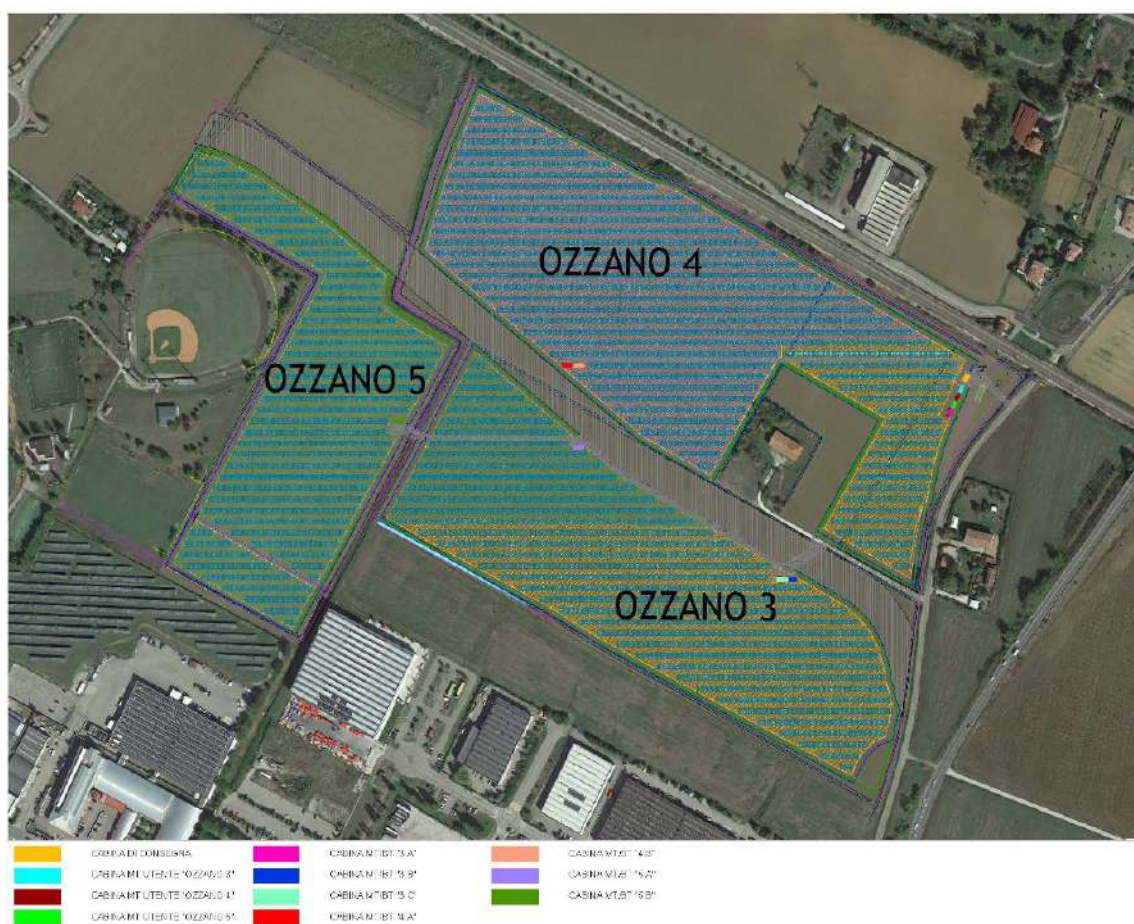 OZZANO 4
OZZANO 5
OZZANO 3
CABINA DI CONSEGNA
CABINA MT UTENTE "OZZANO 3"
CABINA MT UTENTE "OZZANO 4"
CABINA MT UTENTE "OZZANO 5"
CABINA MT/BT "3.A"
CABINA MT/BT "3.B"
CABINA MT/BT "3.C"
CABINA MT/BT "4.A"
CABINA MT/BT "4.B"
CABINA MT/BT "5.A"
CABINA MT/BT "5.B"